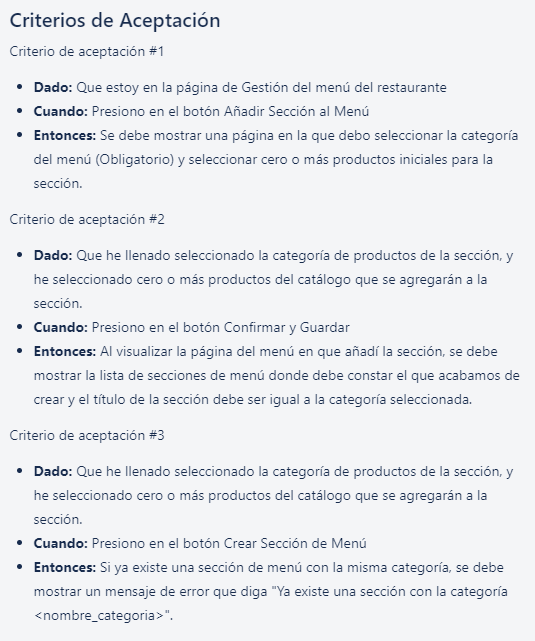 Criterios de Aceptación
Criterio de aceptación #1
• Dado: Que estoy en la página de Gestión del menú del restaurante
• Cuando: Presiono en el botón Añadir Sección al Menú
• Entonces: Se debe mostrar una página en la que debo seleccionar la categoría
del menú (Obligatorio) y seleccionar cero o más productos iniciales para la
sección.
Criterio de aceptación #2
• Dado: Que he llenado seleccionado la categoría de productos de la sección, y
he seleccionado cero o más productos del catálogo que se agregarán a la
sección.
• Cuando: Presiono en el botón Confirmar y Guardar
• Entonces: Al visualizar la página del menú en que añadí la sección, se debe
mostrar la lista de secciones de menú donde debe constar el que acabamos de
crear y el título de la sección debe ser igual a la categoría seleccionada.
Criterio de aceptación #3
• Dado: Que he llenado seleccionado la categoría de productos de la sección, y
he seleccionado cero o más productos del catálogo que se agregarán a la
sección.
• Cuando: Presiono en el botón Crear Sección de Menú
• Entonces: Si ya existe una sección de menú con la misma categoría, se debe
mostrar un mensaje de error que diga "Ya existe una sección con la categoría
<nombre_categoria>".